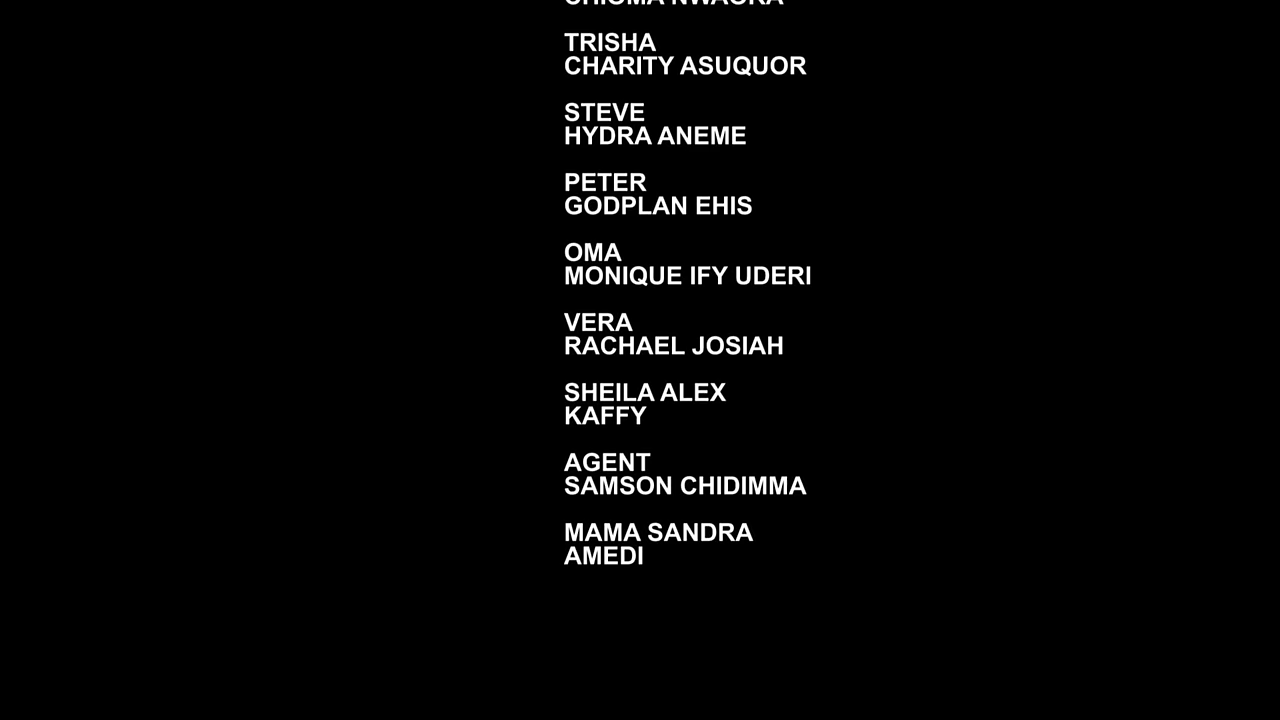 TRISHA
CHARITY ASUQUOR
STEVE
HYDRA ANEME
PETER
GODPLAN EHIS
OMA
MONIQUE IFY UDERI
VERA
RACHAEL JOSIAH
SHEILA ALEX
KAFFY
AGENT
SAMSON CHIDIMMA
MAMA SANDRA
AMEDI